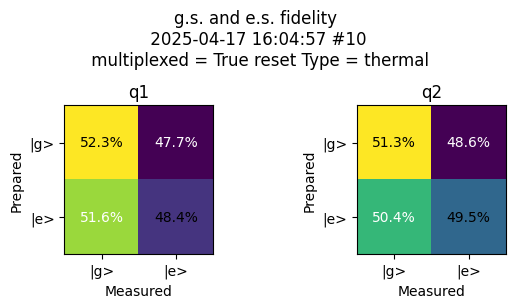 g.s. and e.s. fidelity
2025-04-17 16:04:57 #10
multiplexed = True reset Type = thermal
q1
q2
Prepared
|g>
52.3%
47.7%
|e>
51.6%
48.4%
|g>
|e>
Measured
Prepared
|g>
51.3%
48.6%
|e>
50.4%
49.5%
|g>
|e>
Measured